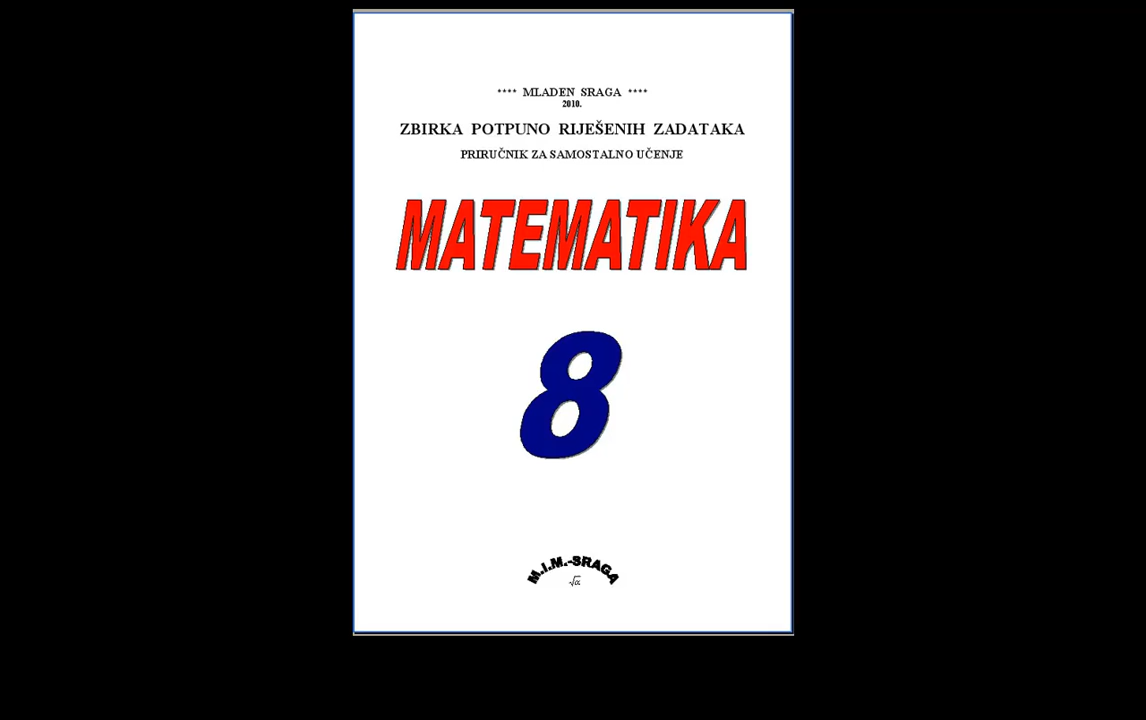 **** MLADEN SRAGA ****
2010.
ZBIRKA POTPUNO RIJEŠENIH ZADATAKA
PRIRUČNIK ZA SAMOSTALNO UČENJE
MATEMATIKA
8
M.I.M.-SRAGA
√α